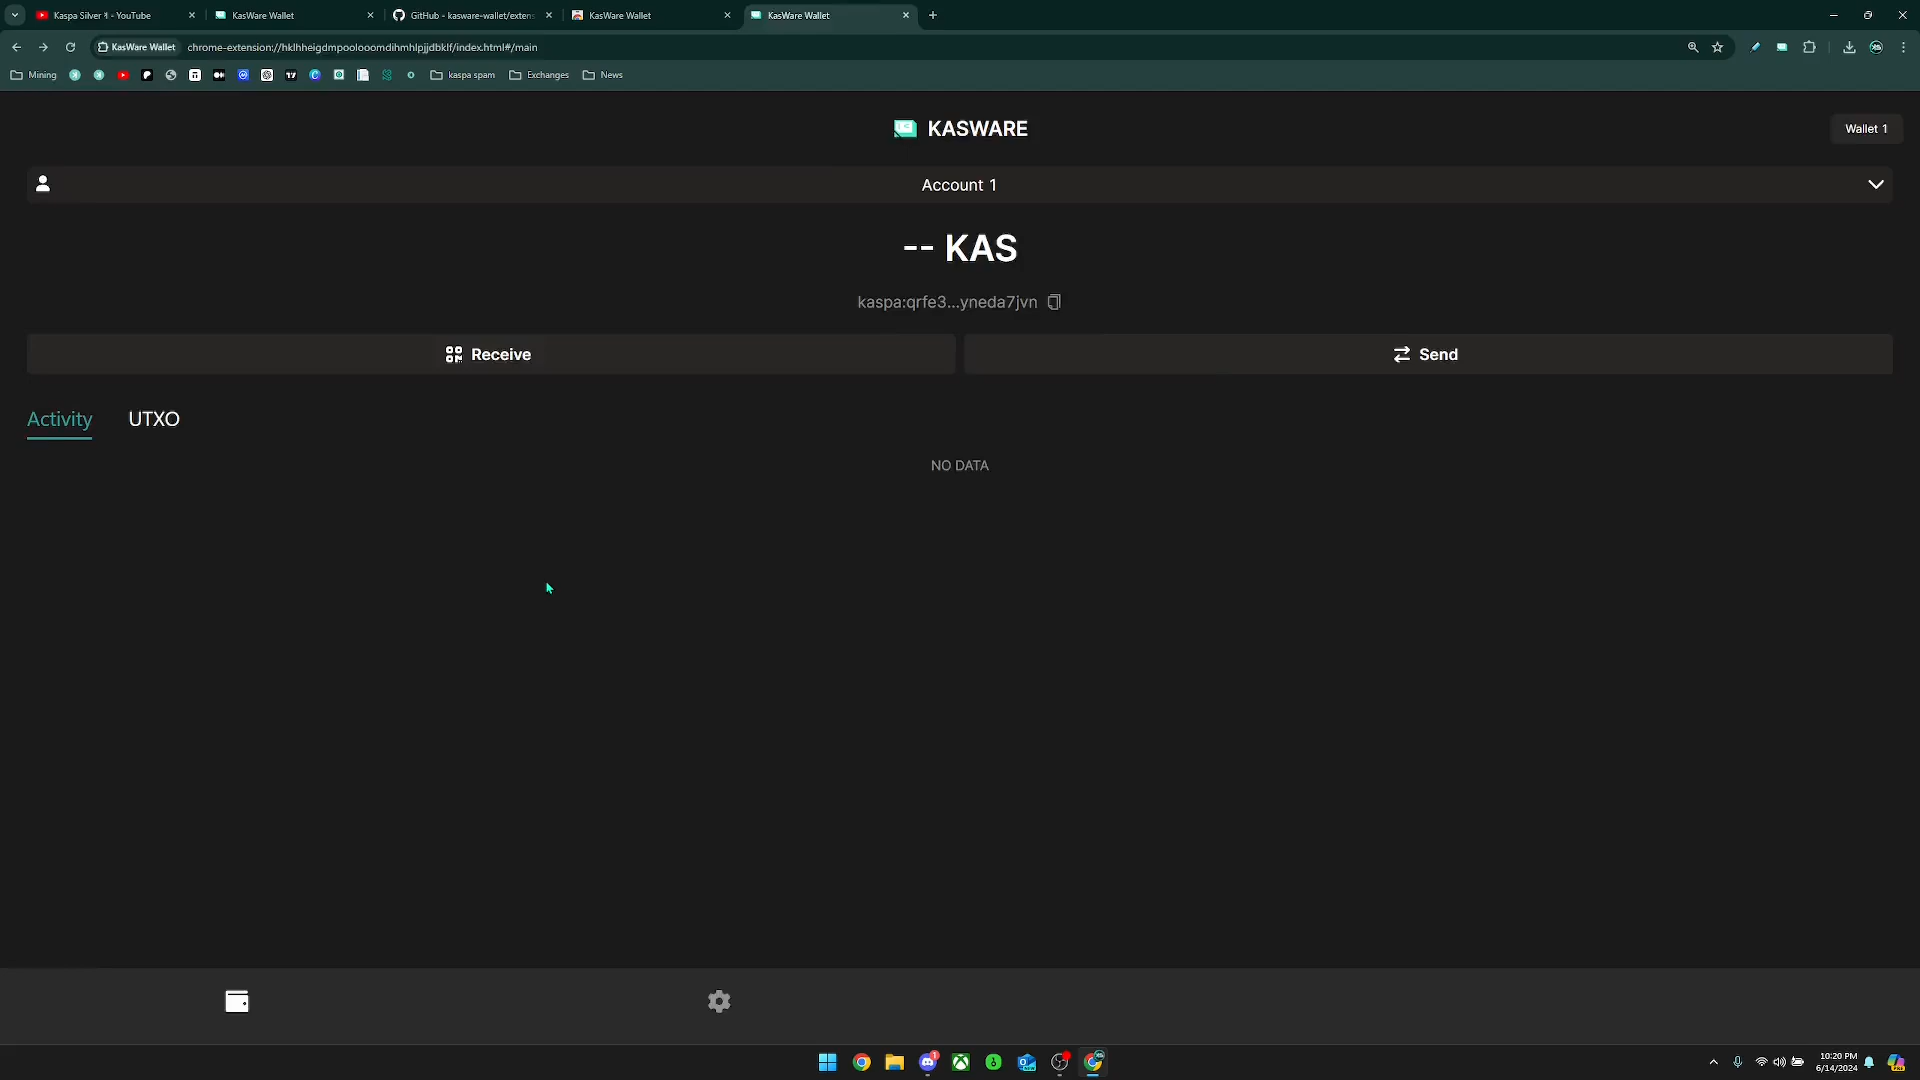 Kaspa Silver ꓘ - YouTube
KasWare Wallet
GitHub - kasware-wallet/extens
KasWare Wallet
KasWare Wallet
KasWare Wallet
chrome-extension://hklhheigdmpoolooomdihmhlpjjdbklf/index.html#/main
Mining
kaspa spam
Exchanges
News
KASWARE
Wallet 1
Account 1
-- KAS
kaspa:qrfe3...yneda7jvn
Receive
Send
Activity
UTXO
NO DATA
10:20 PM
6/14/2024